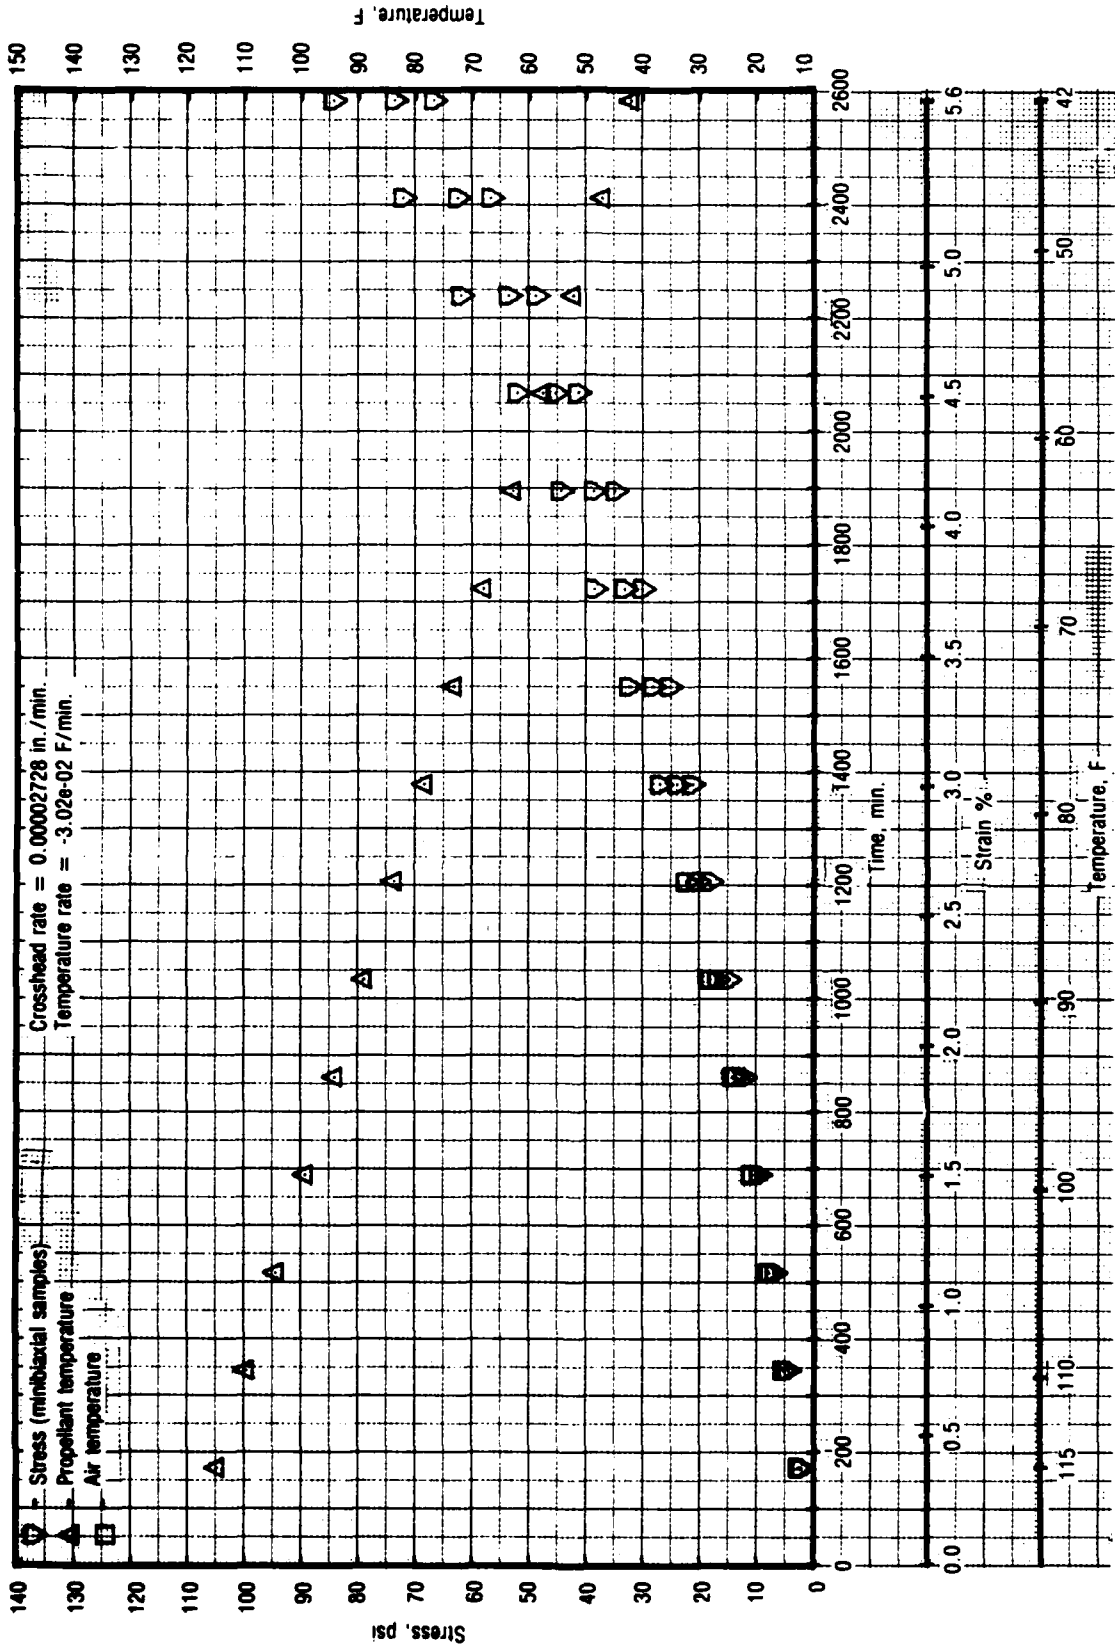 Stress (minibiaxial samples)
Propellant temperature
Air temperature
Crosshead rate = 0.00002728 in./min.
Temperature rate = -3.02e-02 F/min.
Stress, psi
140
130
120
110
100
90
80
70
60
50
40
30
20
10
0
Temperature, F
150
140
130
120
110
100
90
80
70
60
50
40
30
20
10
0 200 400 600 800 1000 1200 1400 1600 1800 2000 2200 2400 2600
Time, min.
0.0 0.5 1.0 1.5 2.0 2.5 3.0 3.5 4.0 4.5 5.0 5.6
Strain %
115 110 100 90 80 70 60 50 42
Temperature, F